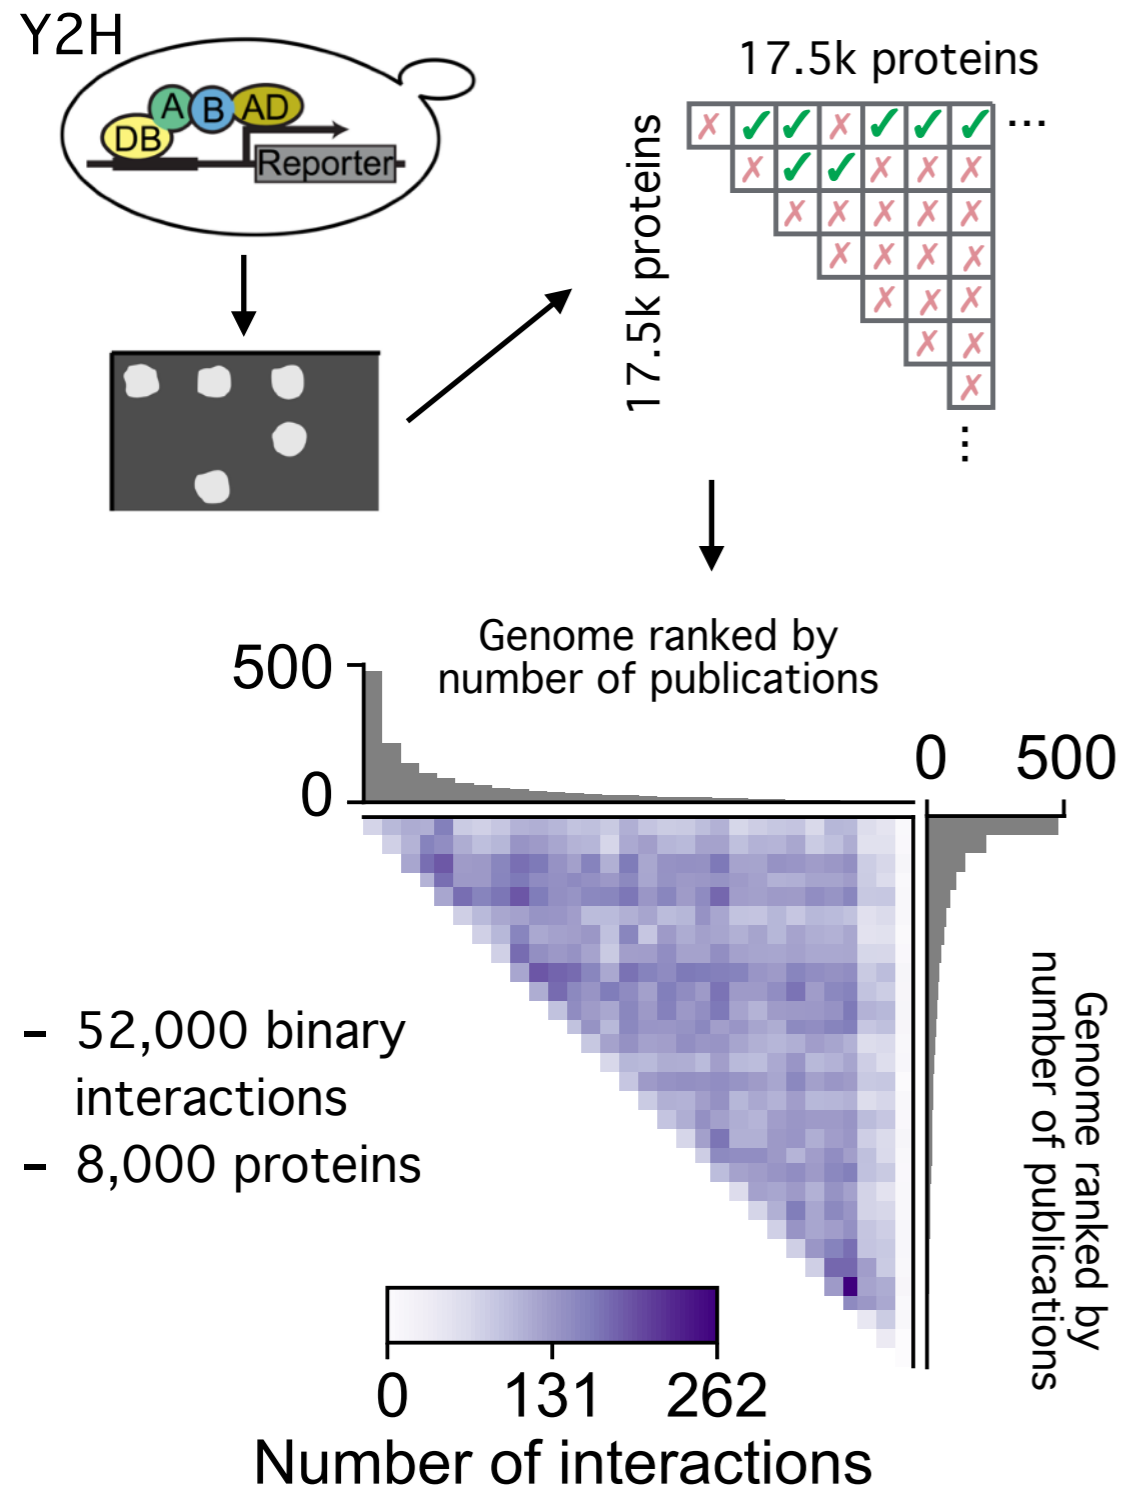 Y2H
A B AD
DB
Reporter
17.5k proteins
17.5k proteins
✗ ✓ ✓ ✗ ✓ ✓ ✓ ...
✗ ✓ ✓ ✗ ✗ ✗
✗ ✗ ✗ ✗ ✗
✗ ✗ ✗ ✗
✗ ✗ ✗
✗ ✗
✗
...
Genome ranked by
number of publications
500
0
0 500
Genome ranked by
number of publications
- 52,000 binary
interactions
- 8,000 proteins
0 131 262
Number of interactions